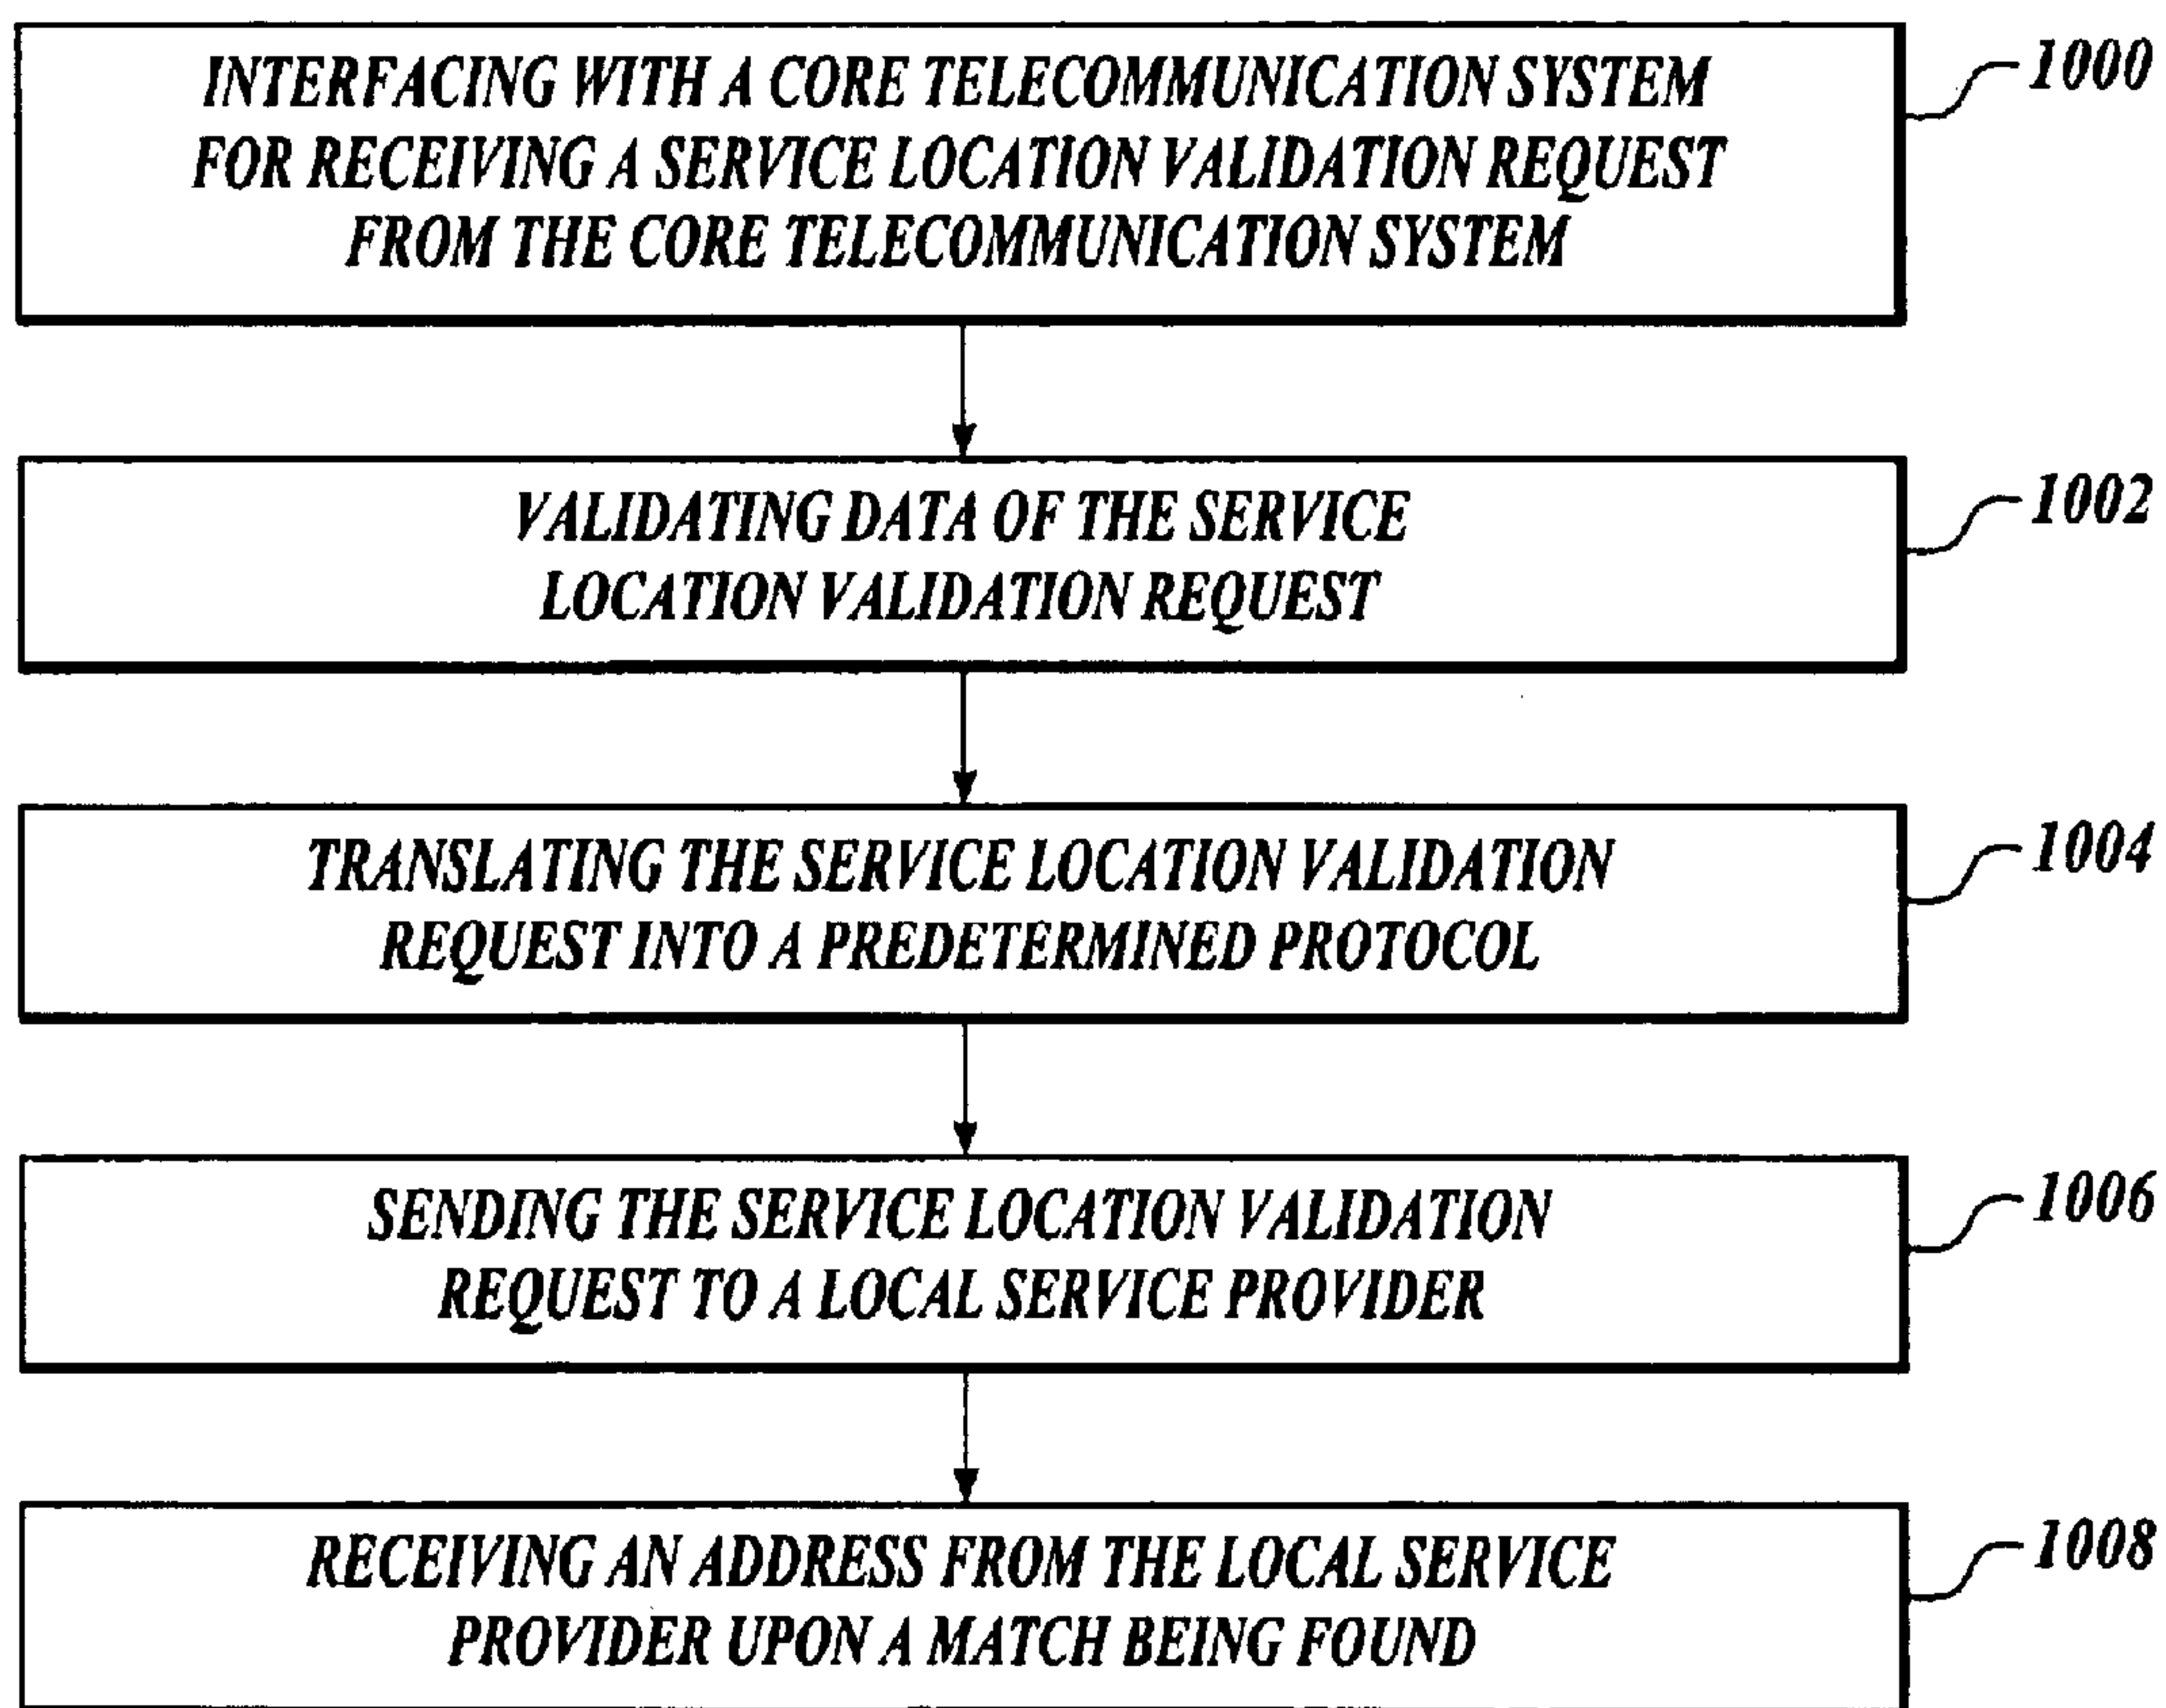 INTERFACING WITH A CORE TELECOMMUNICATION SYSTEM
FOR RECEIVING A SERVICE LOCATION VALIDATION REQUEST
FROM THE CORE TELECOMMUNICATION SYSTEM
1000
VALIDATING DATA OF THE SERVICE
LOCATION VALIDATION REQUEST
1002
TRANSLATING THE SERVICE LOCATION VALIDATION
REQUEST INTO A PREDETERMINED PROTOCOL
1004
SENDING THE SERVICE LOCATION VALIDATION
REQUEST TO A LOCAL SERVICE PROVIDER
1006
RECEIVING AN ADDRESS FROM THE LOCAL SERVICE
PROVIDER UPON A MATCH BEING FOUND
1008